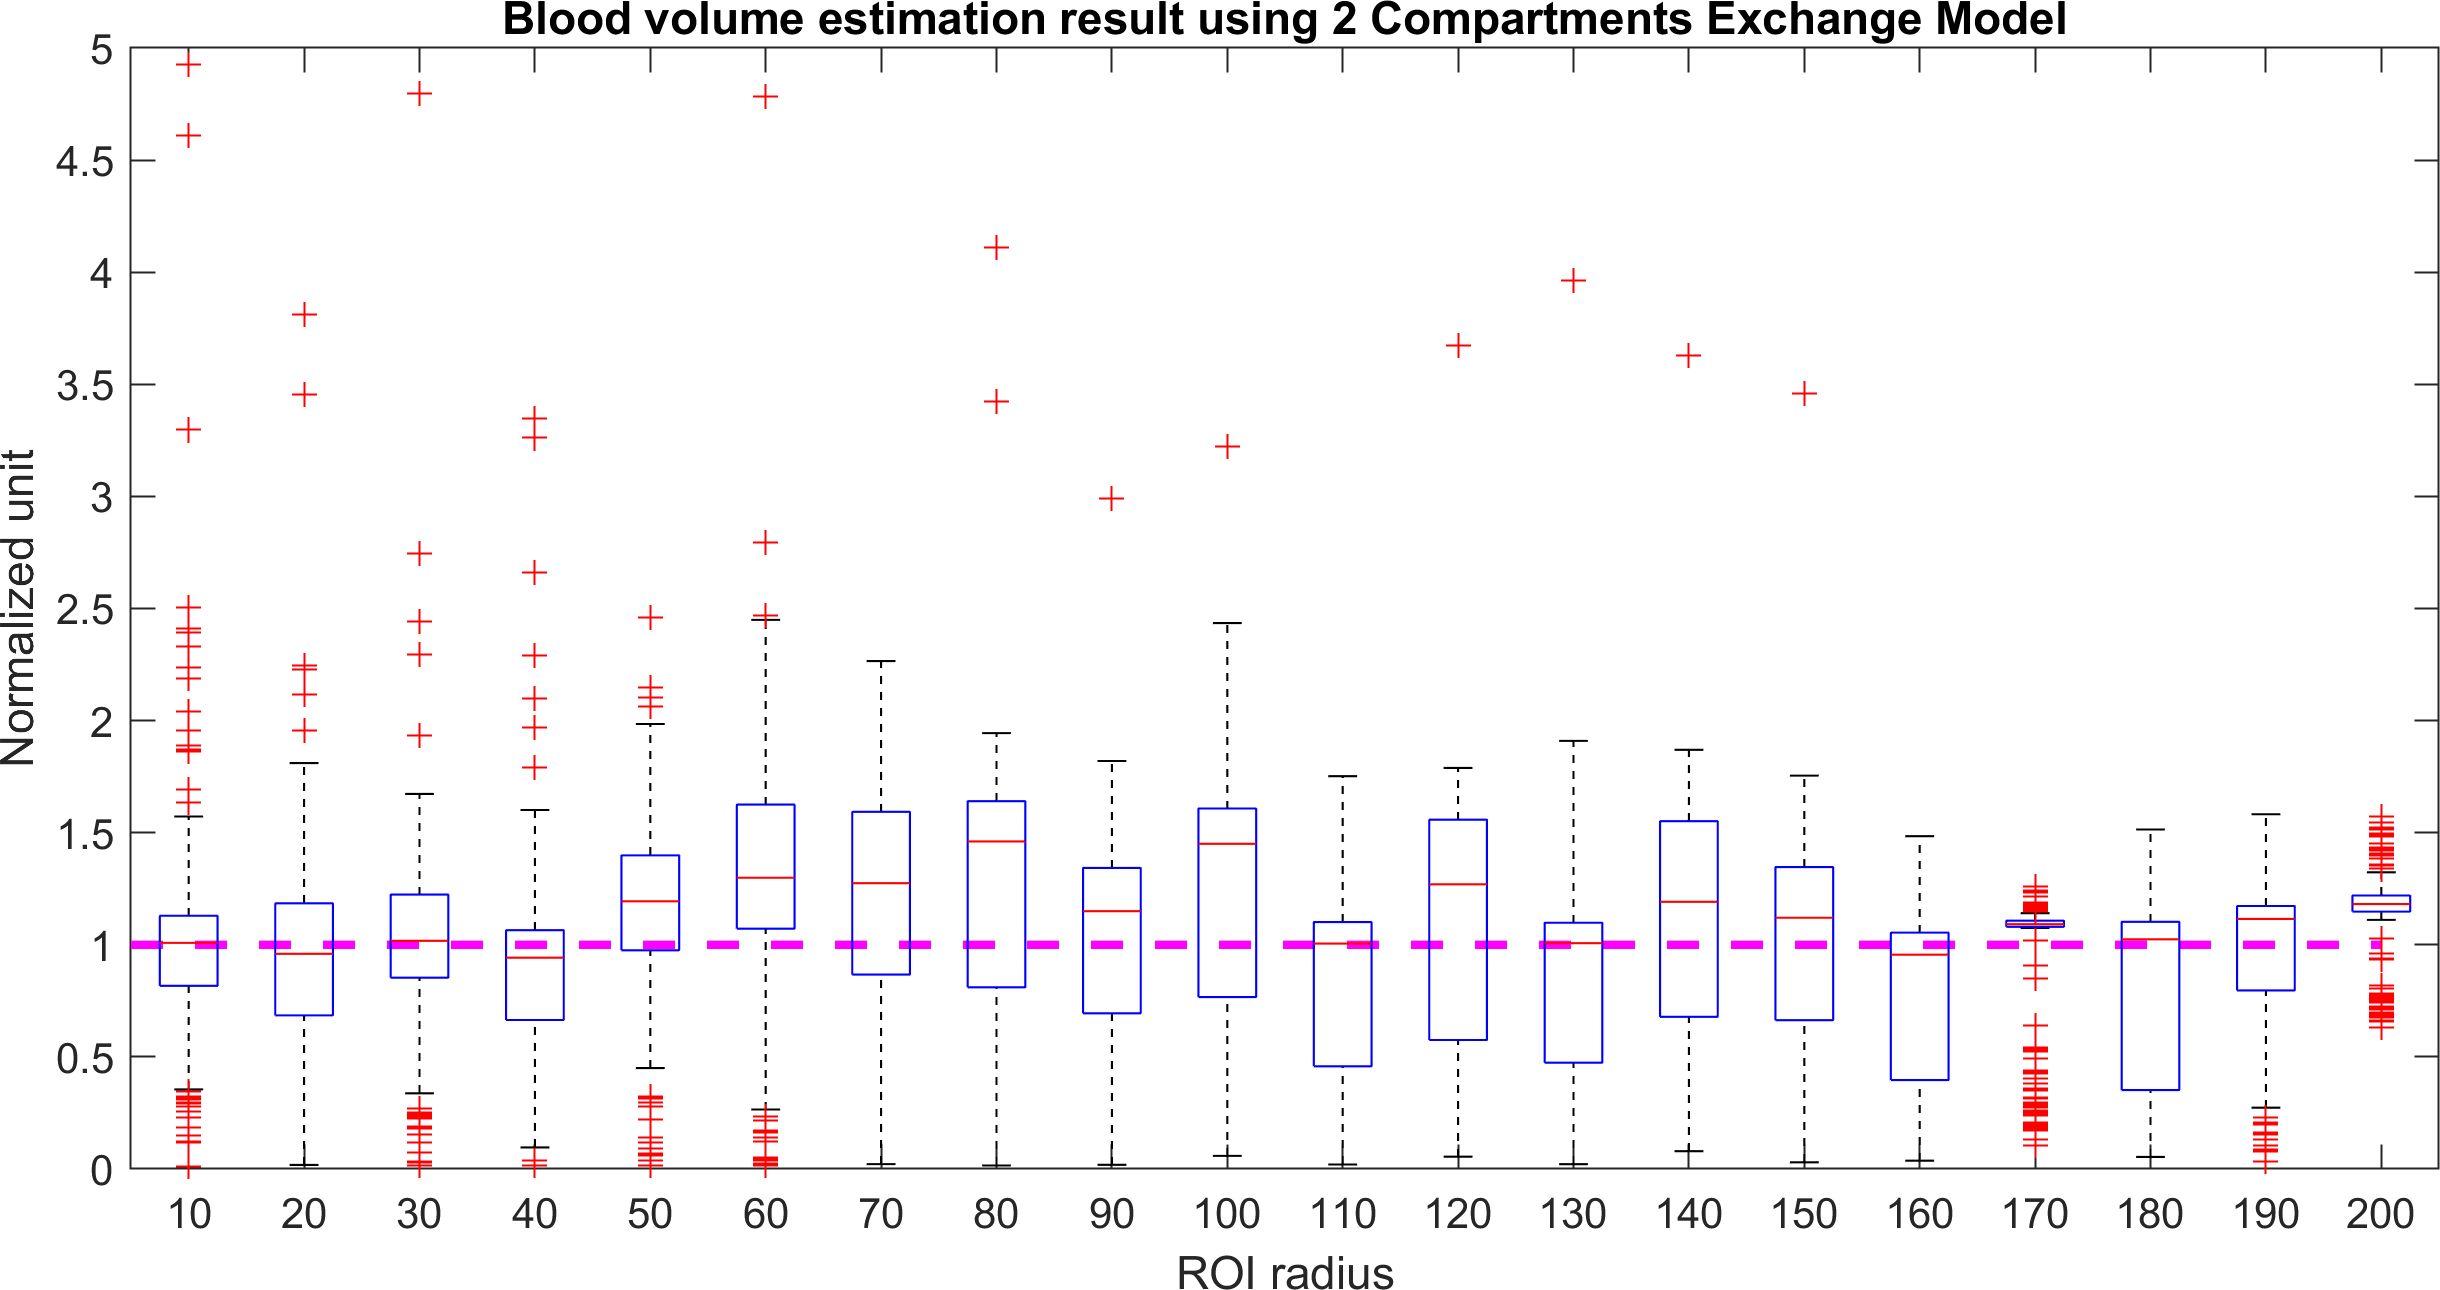 Blood volume estimation result using 2 Compartments Exchange Model
5
4.5
4
3.5
3
2.5
2
1.5
1
0.5
0
Normalized unit
10 20 30 40 50 60 70 80 90 100 110 120 130 140 150 160 170 180 190 200
ROI radius